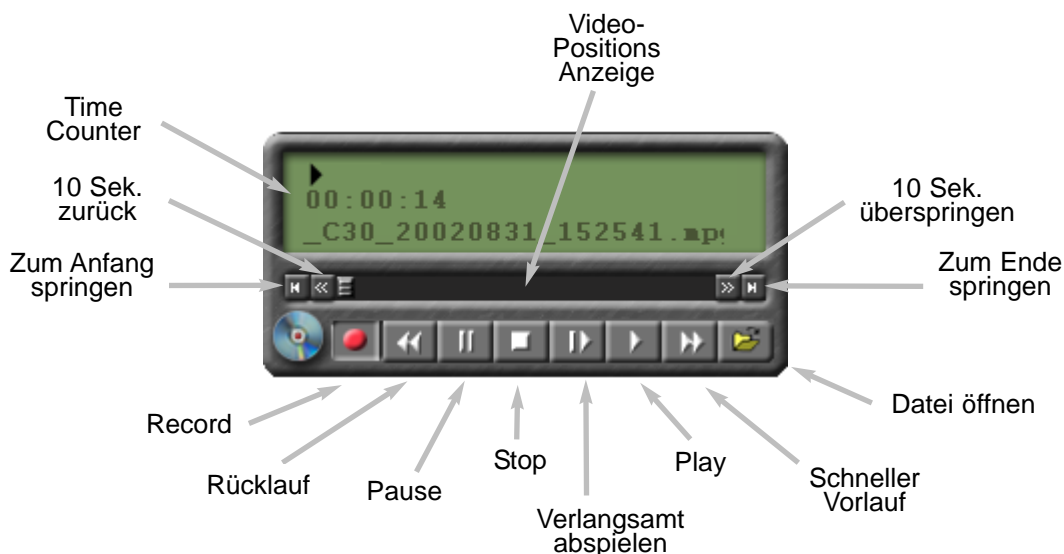 Video-
Positions
Anzeige
Time
Counter
10 Sek.
zurück
Zum Anfang
springen
00:00:14
_C30_20020831_152541.mpg
10 Sek.
überspringen
Zum Ende
springen
Record
Rücklauf
Pause
Stop
Verlangsamt
abspielen
Play
Schneller
Vorlauf
Datei öffnen